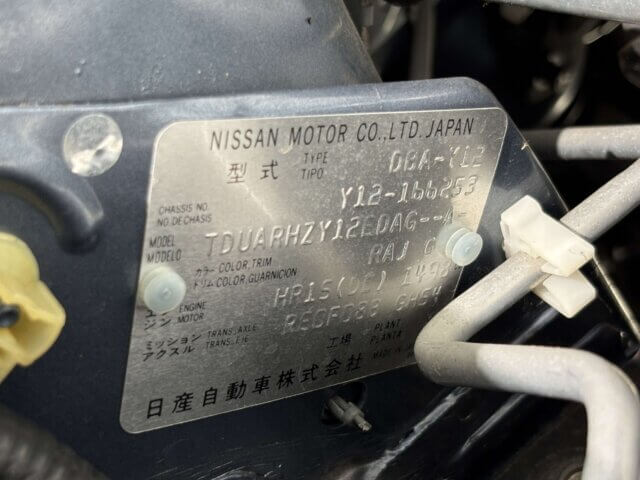 NISSAN MOTOR CO.,LTD. JAPAN
型式 TYPE TIPO DBA-Y12
CHASSIS NO. NO.DE CHASIS Y12-166253
MODEL MODELO TDUARHZY12EDAG--A-
カラー COLOR,TRIM トリム COLOR,GUARNICION RAJ G
エンジン ENGINE MOTOR HR15(DE) 1498
ミッション アクスル TRANS.,AXLE TRANS.,EJE RE0F08B GH54
工場 PLANT PLANTA MADE IN
日産自動車株式会社